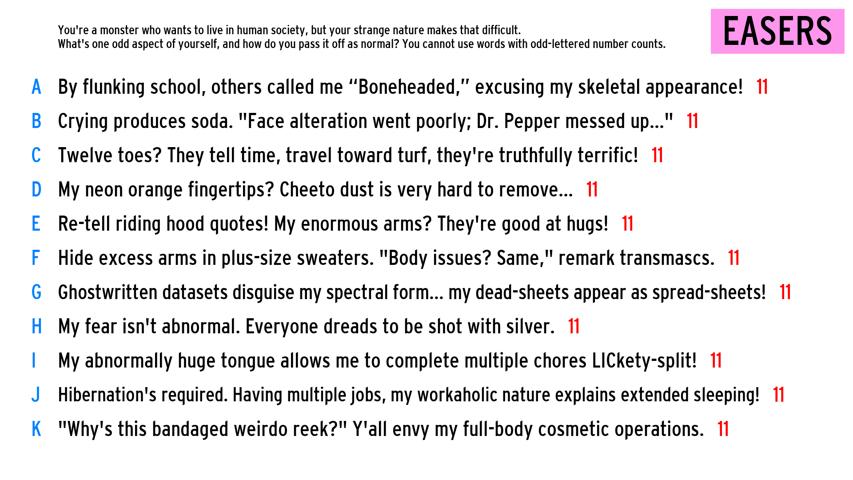 You're a monster who wants to live in human society, but your strange nature makes that difficult.
What's one odd aspect of yourself, and how do you pass it off as normal? You cannot use words with odd-lettered number counts.
EASERS
A By flunking school, others called me “Boneheaded,” excusing my skeletal appearance! 11
B Crying produces soda. "Face alteration went poorly; Dr. Pepper messed up..." 11
C Twelve toes? They tell time, travel toward turf, they're truthfully terrific! 11
D My neon orange fingertips? Cheeto dust is very hard to remove... 11
E Re-tell riding hood quotes! My enormous arms? They're good at hugs! 11
F Hide excess arms in plus-size sweaters. "Body issues? Same," remark transmascs. 11
G Ghostwritten datasets disguise my spectral form... my dead-sheets appear as spread-sheets! 11
H My fear isn't abnormal. Everyone dreads to be shot with silver. 11
I My abnormally huge tongue allows me to complete multiple chores LICkety-split! 11
J Hibernation's required. Having multiple jobs, my workaholic nature explains extended sleeping! 11
K "Why's this bandaged weirdo reek?" Y'all envy my full-body cosmetic operations. 11